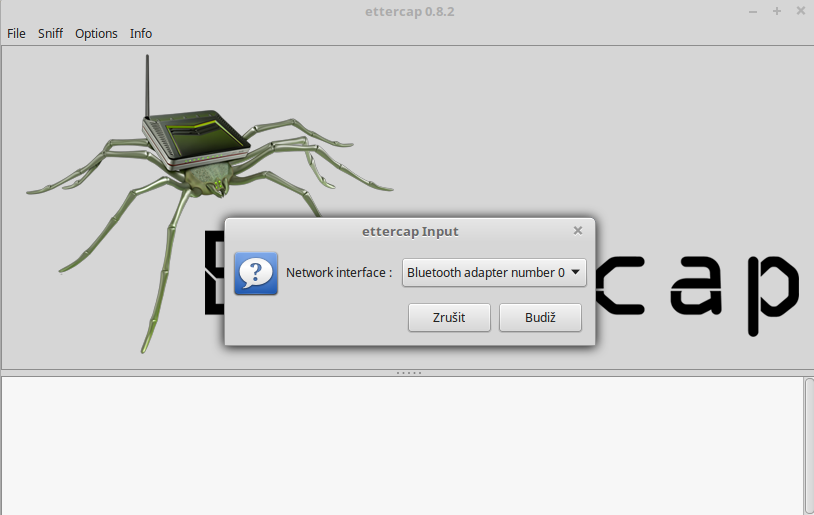 ettercap 0.8.2
File Sniff Options Info
ettercap Input
Network interface : Bluetooth adapter number 0
Zrušit Budiž
cap